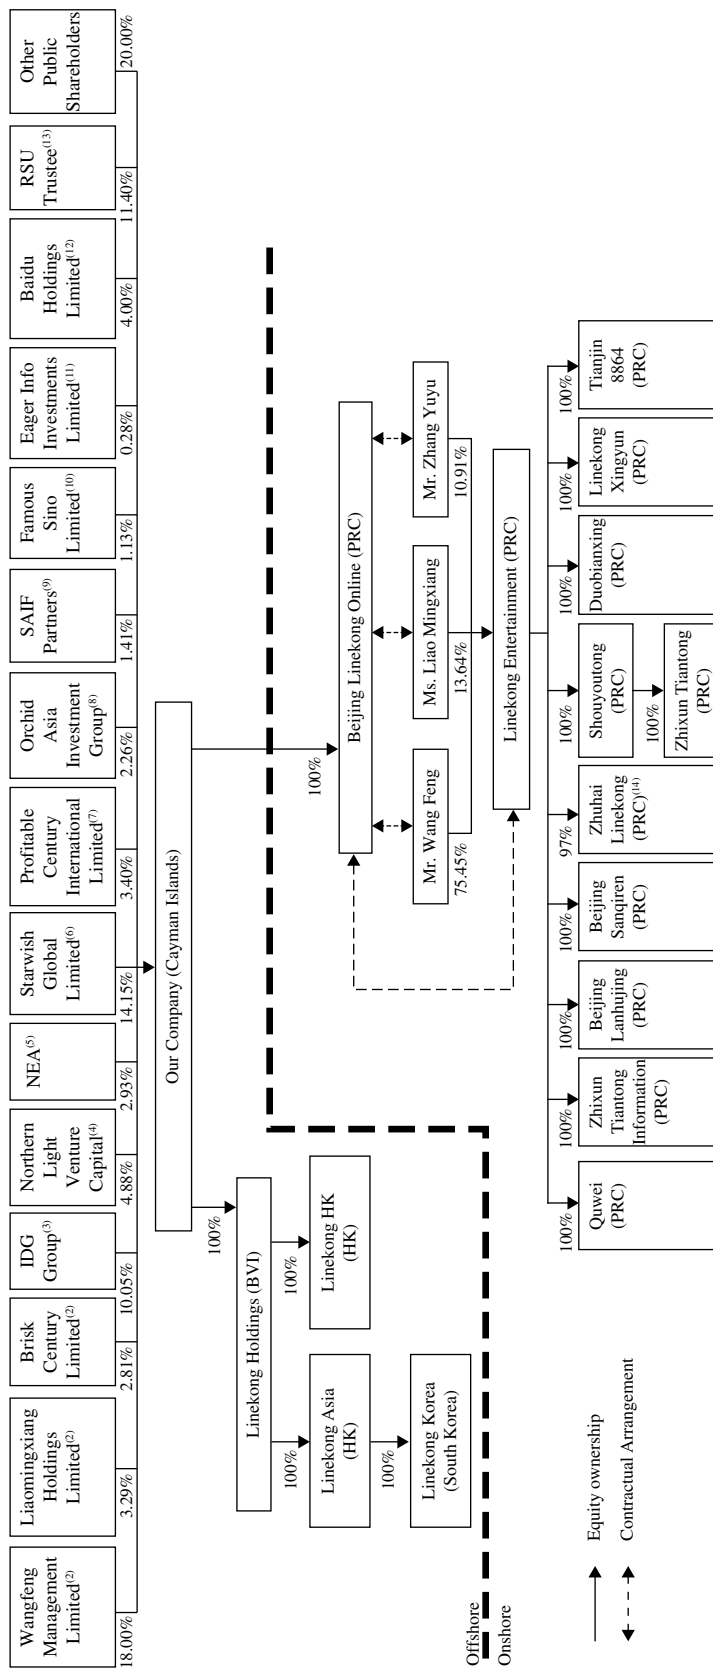 Wangfeng
Management
Limited(2)
18.00%
Liaomingxiang
Holdings
Limited(2)
3.29%
Brisk
Century
Limited(2)
2.81%
IDG
Group(3)
10.05%
Northern
Light
Venture
Capital(4)
4.88%
NEA(5)
2.93%
Starwish
Global
Limited(6)
14.15%
Profitable
Century
International
Limited(7)
3.40%
Orchid
Asia
Investment
Group(8)
2.26%
SAIF
Partners(9)
1.41%
Famous
Sino
Limited(10)
1.13%
Eager Info
Investments
Limited(11)
0.28%
Baidu
Holdings
Limited(12)
4.00%
RSU
Trustee(13)
11.40%
Other
Public
Shareholders
20.00%
Our Company (Cayman Islands)
100%
Linekong Holdings (BVI)
100%
Linekong Asia
(HK)
100%
Linekong HK
(HK)
100%
Linekong Korea
(South Korea)
Offshore
Onshore
100%
Beijing Linekong Online (PRC)
Mr. Wang Feng
75.45%
Ms. Liao Mingxiang
13.64%
Mr. Zhang Yuyu
10.91%
Linekong Entertainment (PRC)
100%
Quwei
(PRC)
100%
Zhixun
Tiantong
Information
(PRC)
100%
Beijing
Lanhujing
(PRC)
100%
Beijing
Sanqiren
(PRC)
97%
Zhuhai
Linekong
(PRC)(14)
100%
Shouyoutong
(PRC)
100%
Zhixun Tiantong
(PRC)
100%
Duobianxing
(PRC)
100%
Linekong
Xingyun
(PRC)
100%
Tianjin
8864
(PRC)
Equity ownership
Contractual Arrangement